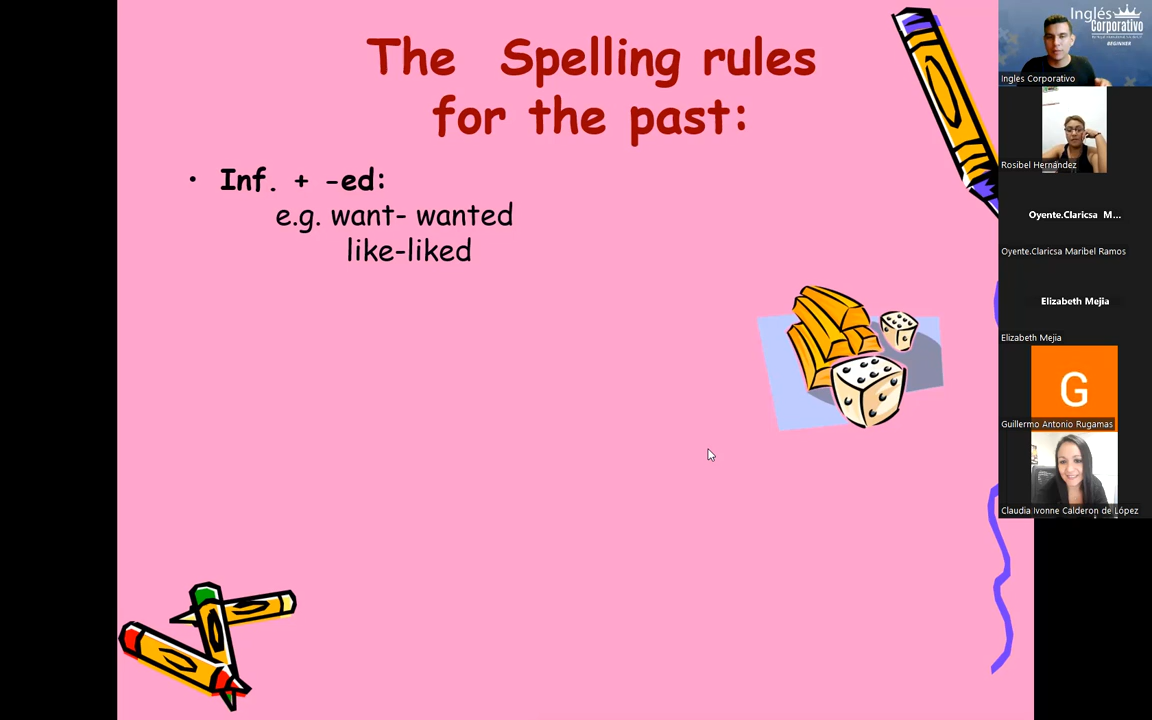 The Spelling rules
for the past:
• Inf. + -ed:
e.g. want- wanted
like-liked
Inglés
Corporativo
BEGINNER
Ingles Corporativo
Rosibel Hernández
Oyente.Claricsa M...
Oyente.Claricsa Maribel Ramos
Elizabeth Mejia
Elizabeth Mejia
G
Guillermo Antonio Rugamas
Claudia Ivonne Calderon de López